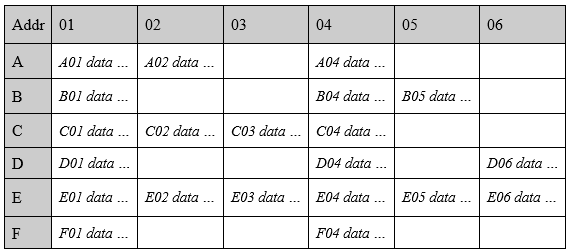 Addr 01 02 03 04 05 06
A A01 data ... A02 data ... A04 data ...
B B01 data ... B04 data ... B05 data ...
C C01 data ... C02 data ... C03 data ... C04 data ...
D D01 data ... D04 data ... D06 data ...
E E01 data ... E02 data ... E03 data ... E04 data ... E05 data ... E06 data ...
F F01 data ... F04 data ...